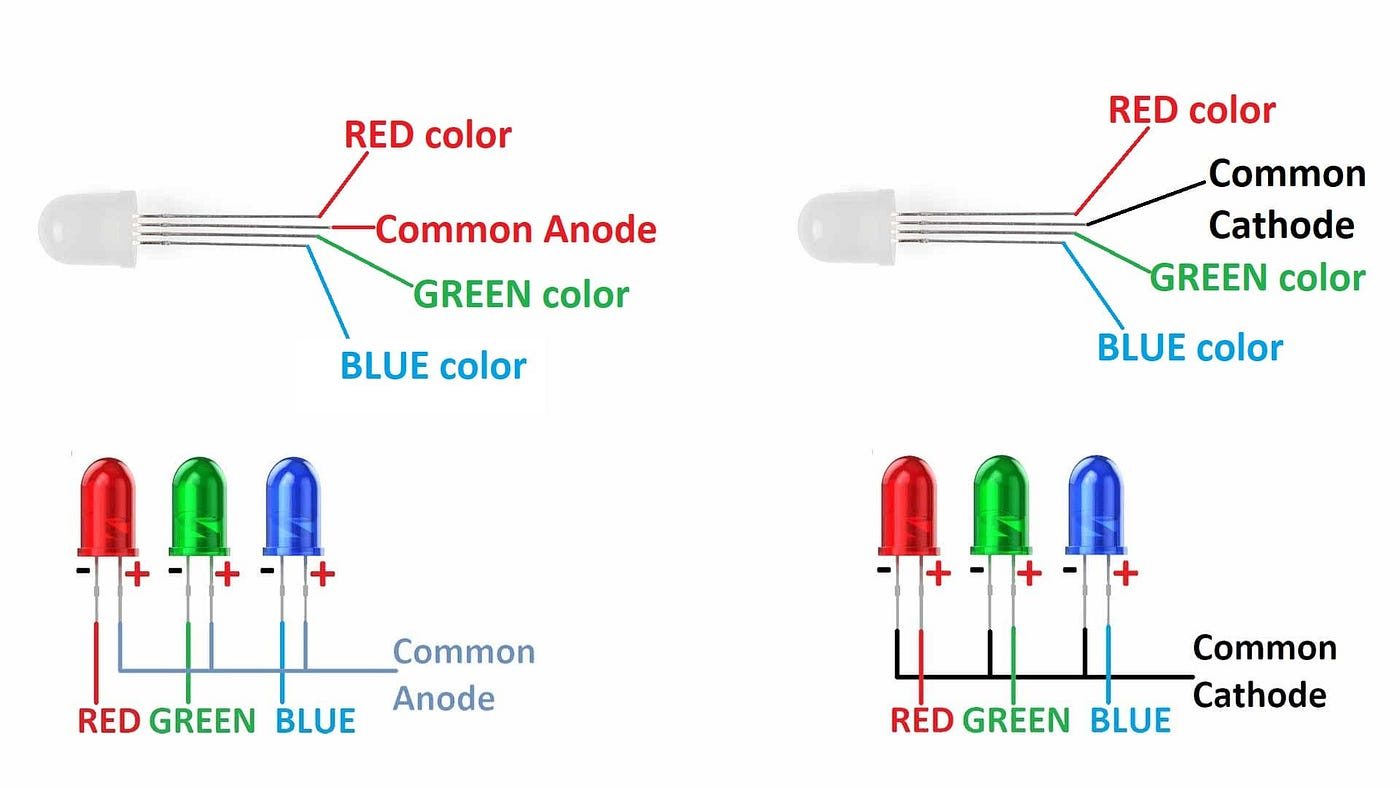 RED color
Common Anode
GREEN color
BLUE color
RED color
Common
Cathode
GREEN color
BLUE color
- + - + - +
Common
Anode
RED GREEN BLUE
- + - + - +
Common
Cathode
RED GREEN BLUE